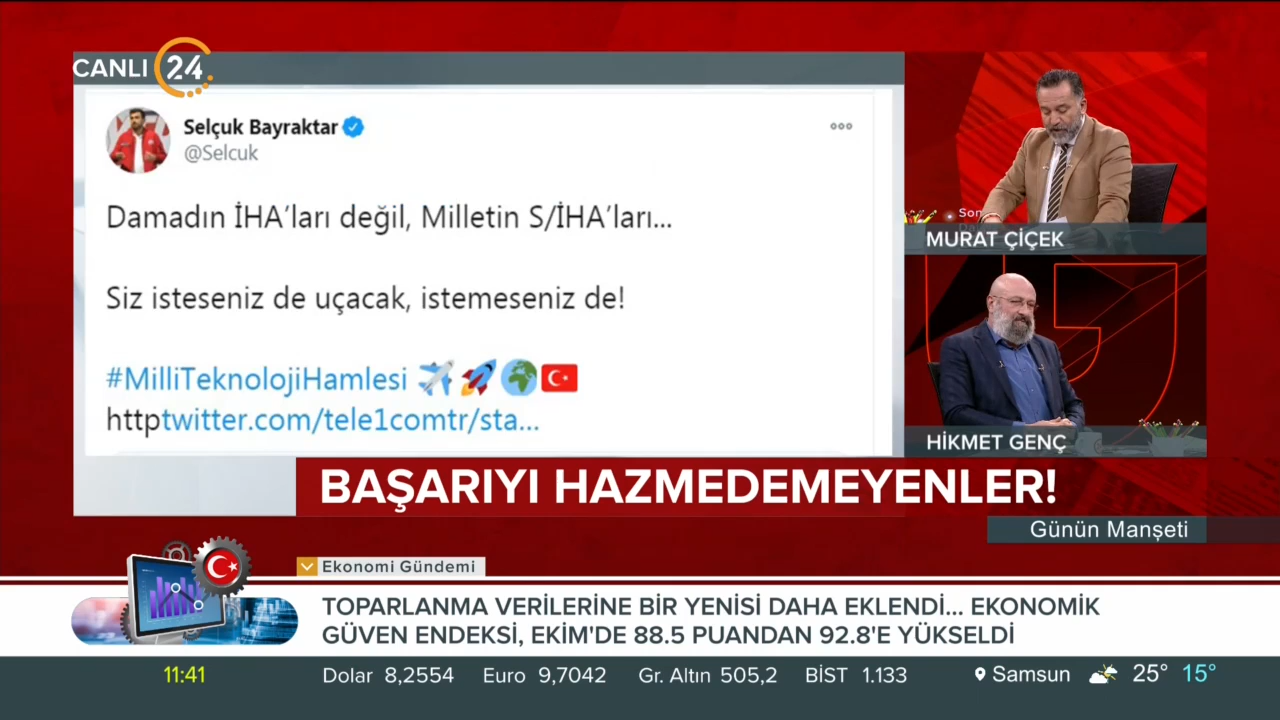 CANLI 24
Selçuk Bayraktar
@Selcuk
Damadın İHA'ları değil, Milletin S/İHA'ları...
Siz isteseniz de uçacak, istemeseniz de!
#MilliTeknolojiHamlesi
httptwitter.com/tele1comtr/sta...
Son
MURAT ÇİÇEK
HİKMET GENÇ
BAŞARIYI HAZMEDEMEYENLER!
Günün Manşeti
Ekonomi Gündemi
TOPARLANMA VERİLERİNE BİR YENİSİ DAHA EKLENDİ... EKONOMİK
GÜVEN ENDEKSİ, EKİM'DE 88.5 PUANDAN 92.8'E YÜKSELDİ
11:41 Dolar 8,2554 Euro 9,7042 Gr. Altın 505,2 BİST 1.133 Samsun 25° 15°